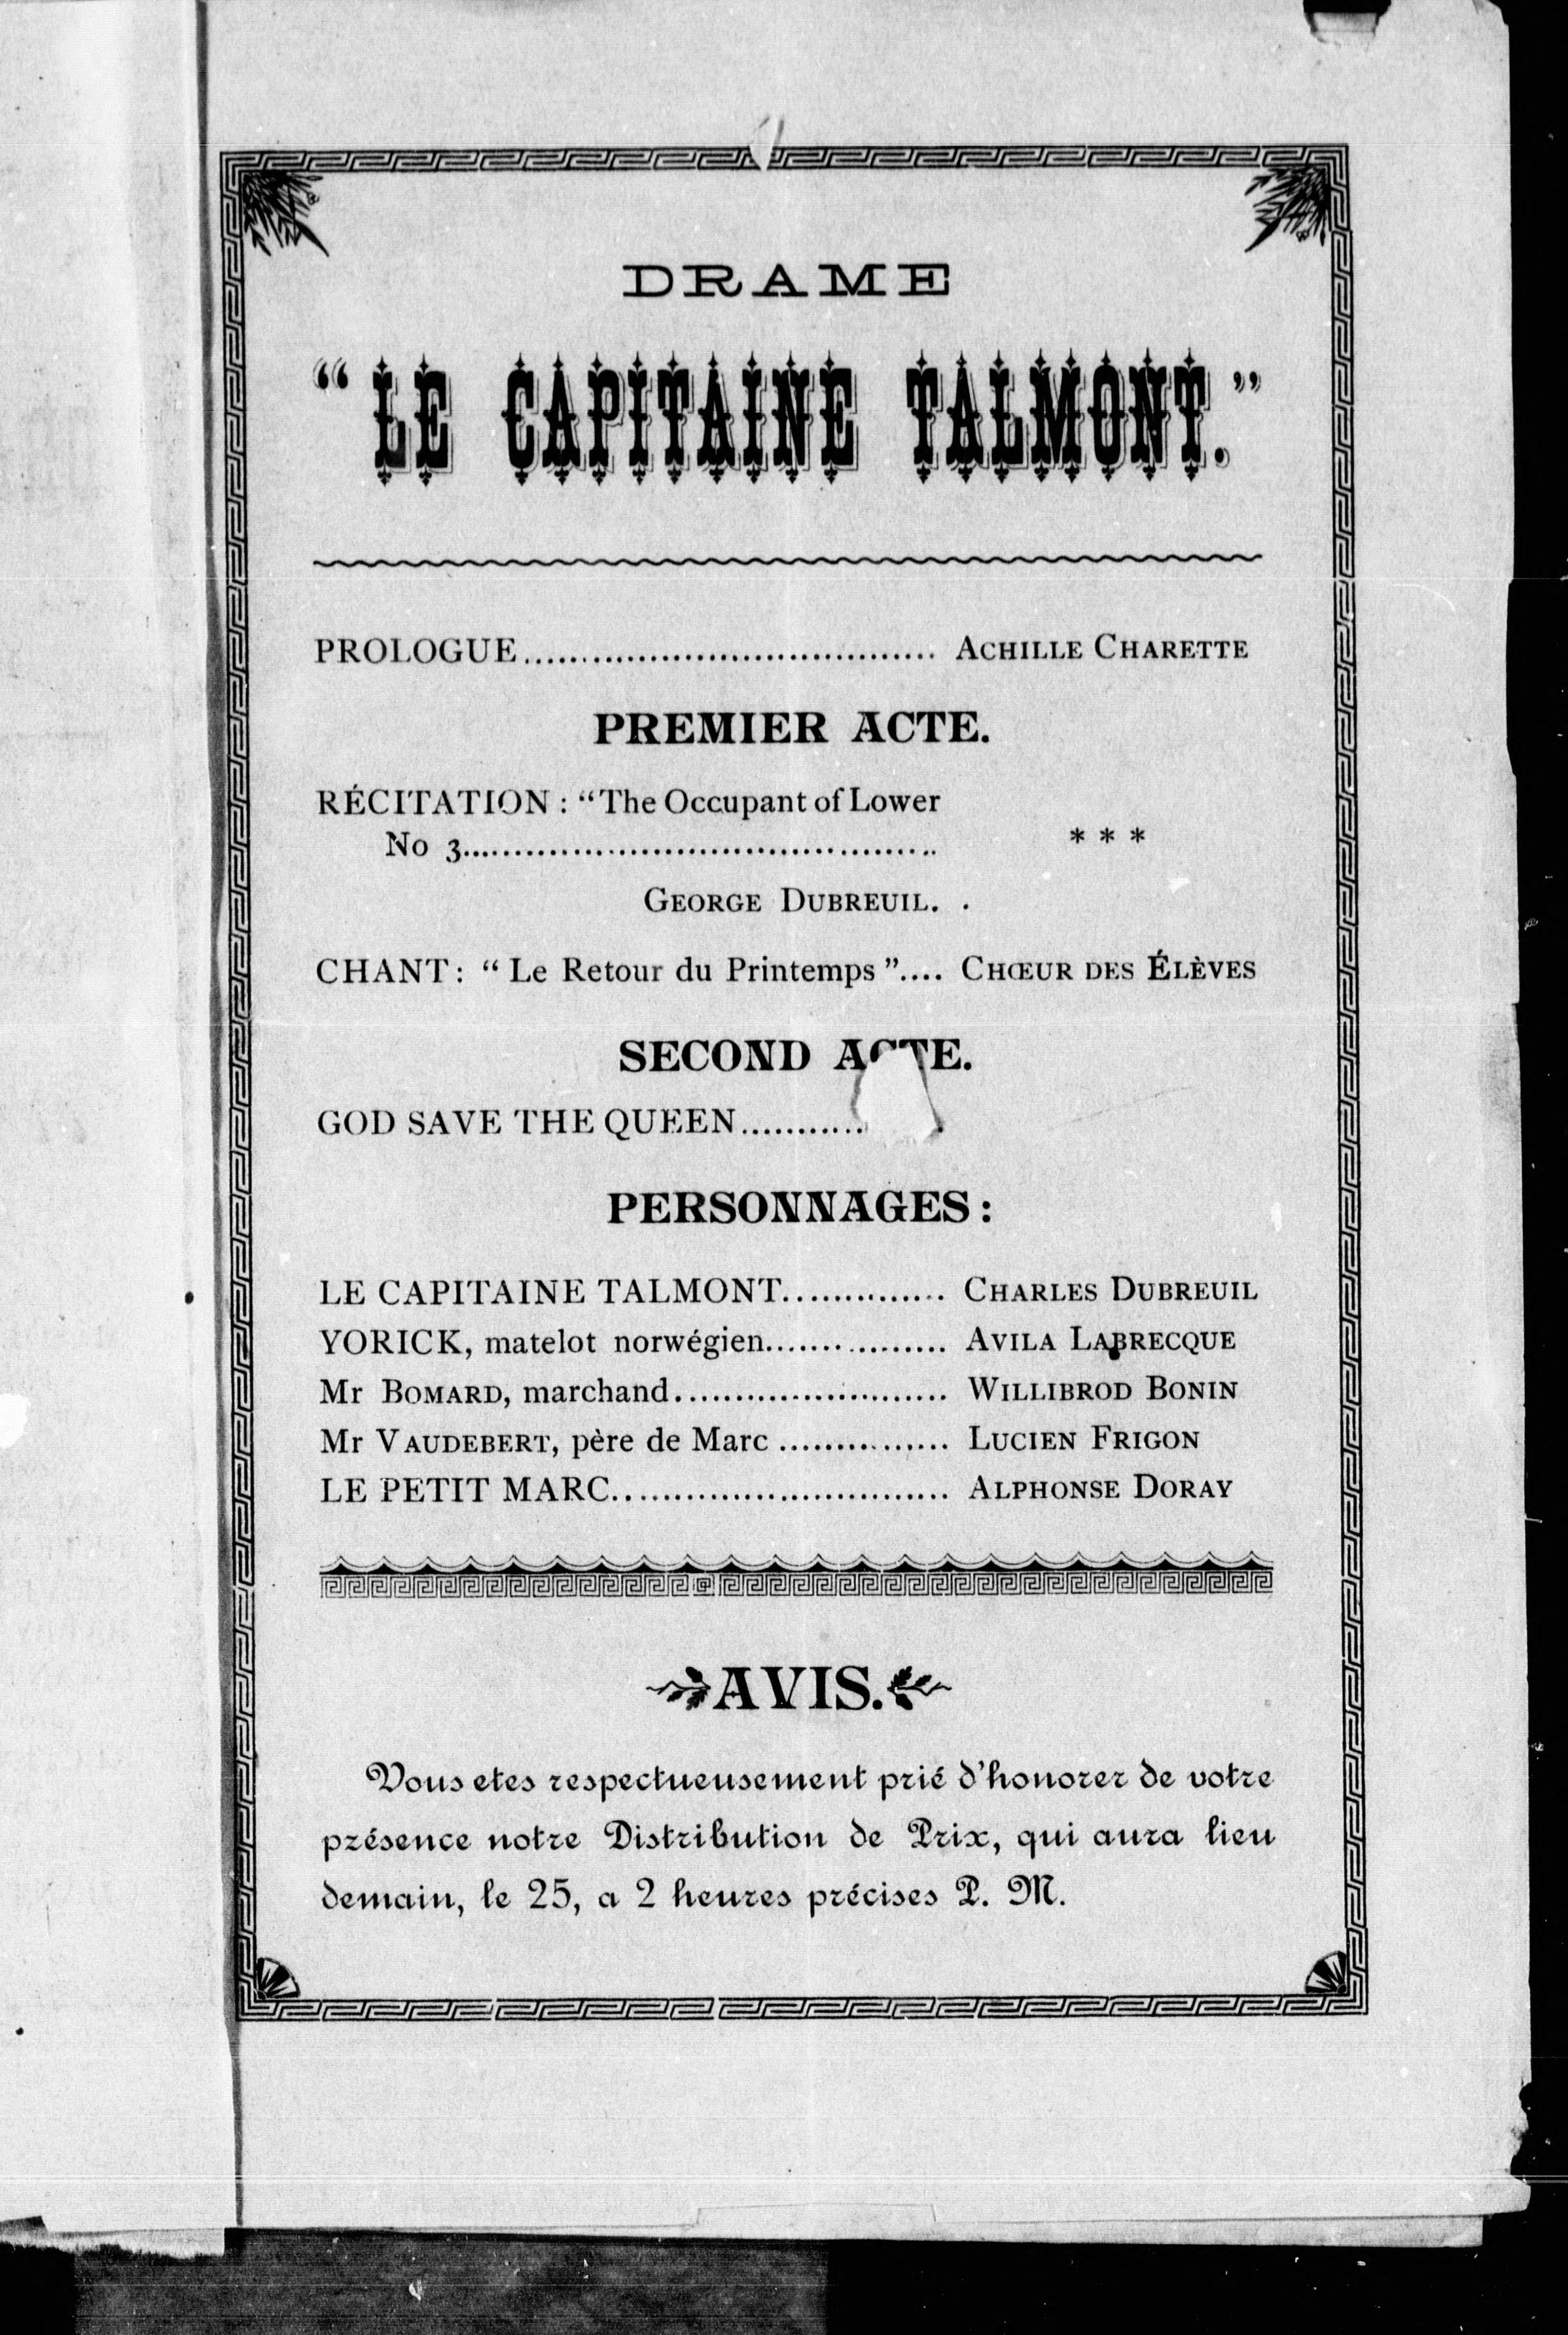 DRAME
“ LE CAPITAINE TALMONT. ”
PROLOGUE.................................... ACHILLE CHARETTE
PREMIER ACTE.
RÉCITATION : “ The Occupant of Lower
No 3.......................................... * * *
GEORGE DUBREUIL. .
CHANT : “ Le Retour du Printemps ”.... CHŒUR DES ÉLÈVES
SECOND ACTE.
GOD SAVE THE QUEEN...........
PERSONNAGES :
LE CAPITAINE TALMONT.............. CHARLES DUBREUIL
YORICK, matelot norwégien................ AVILA LABRECQUE
Mr BOMARD, marchand........................ WILLIBROD BONIN
Mr VAUDEBERT, père de Marc ............... LUCIEN FRIGON
LE PETIT MARC............................. ALPHONSE DORAY
AVIS.
Vous etes respectueusement prié d’honorer de votre
présence notre Distribution de Prix, qui aura lieu
demain, le 25, a 2 heures précises P. M.